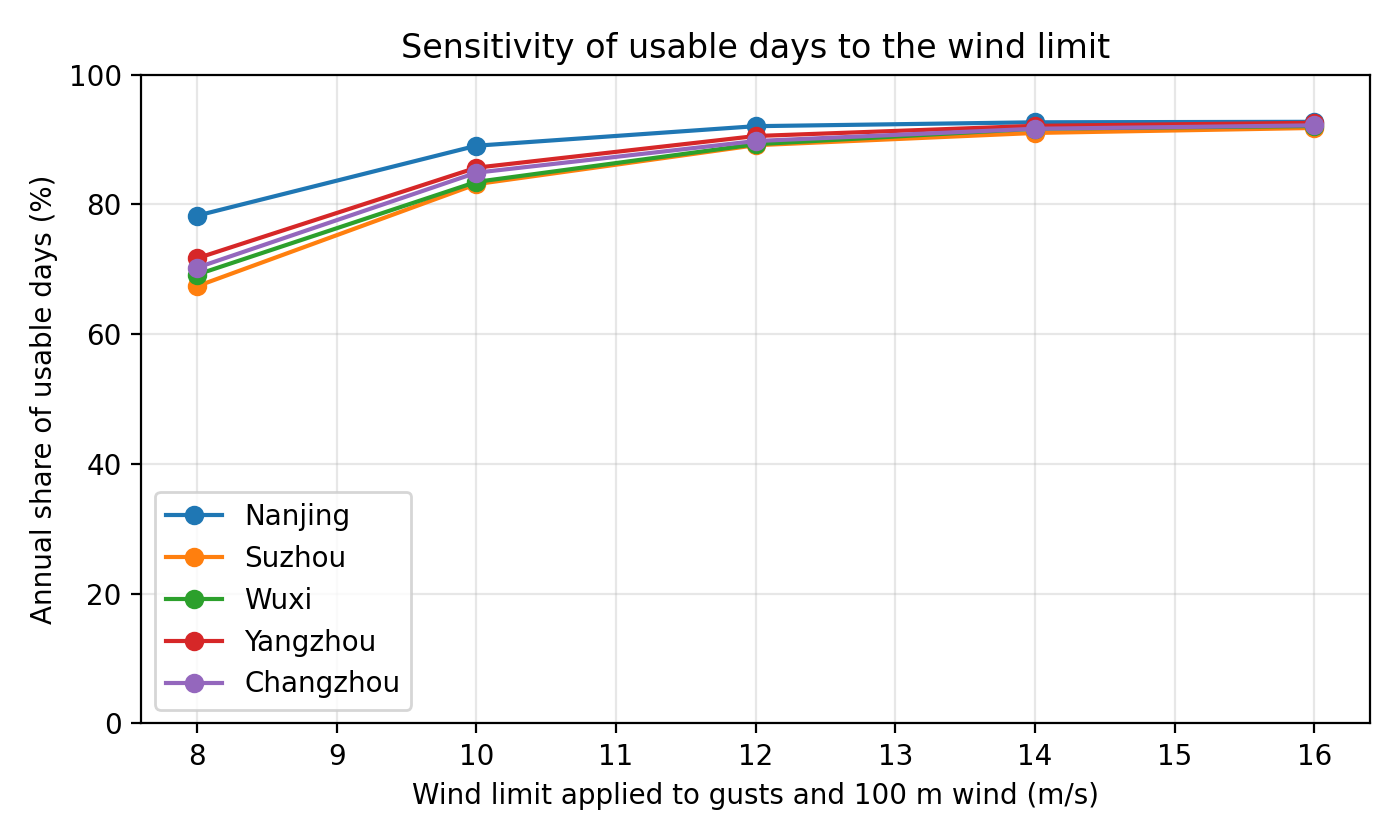 Sensitivity of usable days to the wind limit
Annual share of usable days (%)
100
80
60
40
20
0
Nanjing
Suzhou
Wuxi
Yangzhou
Changzhou
8 9 10 11 12 13 14 15 16
Wind limit applied to gusts and 100 m wind (m/s)